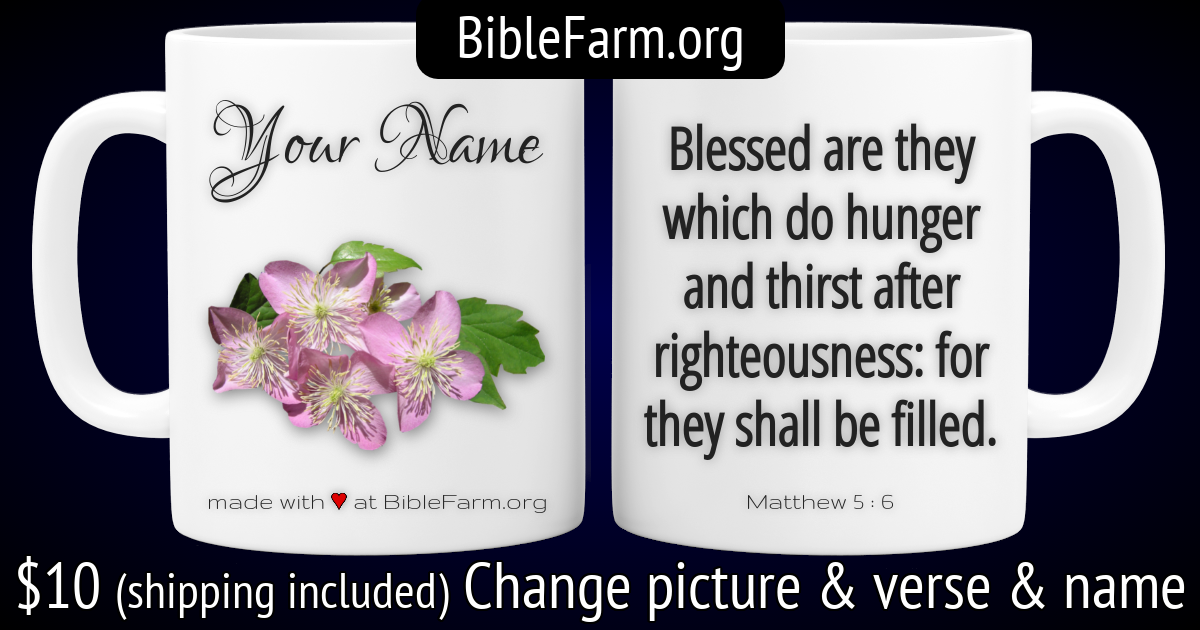 BibleFarm.org
Your Name
made with ♥ at BibleFarm.org
Blessed are they
which do hunger
and thirst after
righteousness: for
they shall be filled.
Matthew 5 : 6
$10 (shipping included) Change picture & verse & name